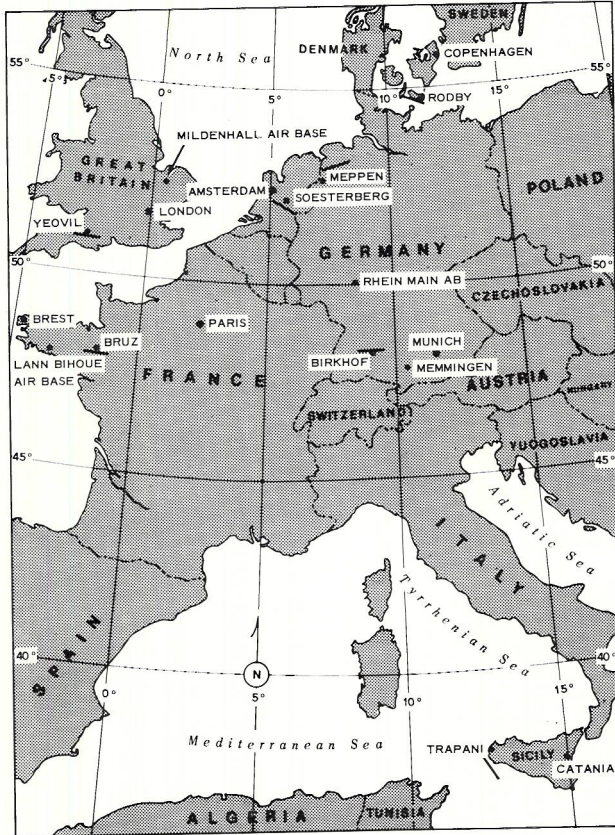 SWEDEN
North Sea
DENMARK
COPENHAGEN
55°
5°
0°
5°
10°
15°
55°
RODBY
MILDENHALL AIR BASE
GREAT
BRITAIN
MEPPEN
AMSTERDAM
SOESTERBERG
POLAND
LONDON
YEOVIL
GERMANY
50°
50°
RHEIN MAIN AB
CZECHOSLOVAKIA
BREST
PARIS
BRUZ
MUNICH
BIRKHOF
MEMMINGEN
LANN BIHOUE
AIR BASE
FRANCE
AUSTRIA
HUNGARY
SWITZERLAND
YUOGOSLAVIA
45°
45°
Adriatic Sea
ITALY
Tyrrhenian Sea
SPAIN
40°
40°
N
0°
5°
10°
15°
Mediterranean Sea
TRAPANI
SICILY
CATANIA
ALGERIA
TUNISIA